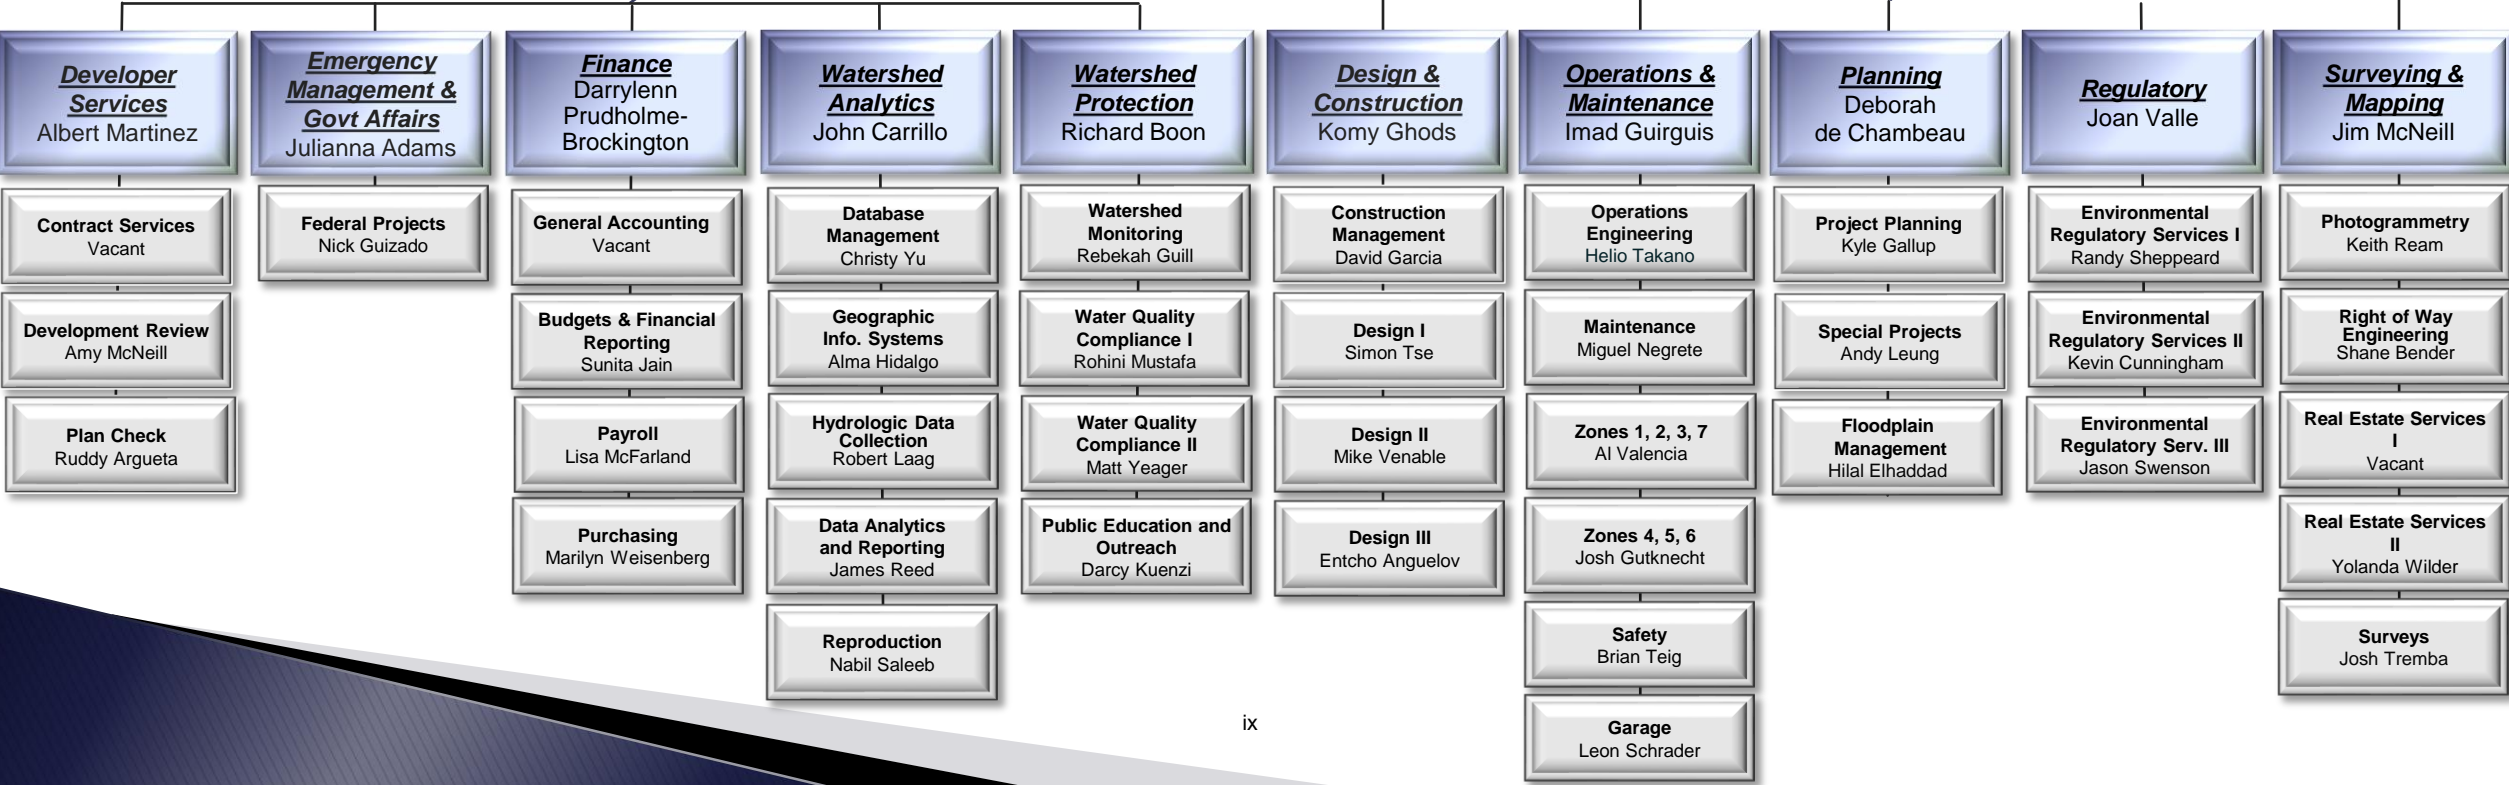 Developer
Services
Albert Martinez
Contract Services
Vacant
Development Review
Amy McNeill
Plan Check
Ruddy Argueta
Emergency
Management &
Govt Affairs
Julianna Adams
Federal Projects
Nick Guizado
Finance
Darrylenn
Prudholme-
Brockington
General Accounting
Vacant
Budgets & Financial
Reporting
Sunita Jain
Payroll
Lisa McFarland
Purchasing
Marilyn Weisenberg
Watershed
Analytics
John Carrillo
Database
Management
Christy Yu
Geographic
Info. Systems
Alma Hidalgo
Hydrologic Data
Collection
Robert Laag
Data Analytics
and Reporting
James Reed
Reproduction
Nabil Saleeb
Watershed
Protection
Richard Boon
Watershed
Monitoring
Rebekah Guill
Water Quality
Compliance I
Rohini Mustafa
Water Quality
Compliance II
Matt Yeager
Public Education and
Outreach
Darcy Kuenzi
Design &
Construction
Komy Ghods
Construction
Management
David Garcia
Design I
Simon Tse
Design II
Mike Venable
Design III
Entcho Anguelov
Operations &
Maintenance
Imad Guirguis
Operations
Engineering
Helio Takano
Maintenance
Miguel Negrete
Zones 1, 2, 3, 7
Al Valencia
Zones 4, 5, 6
Josh Gutknecht
Safety
Brian Teig
Garage
Leon Schrader
Planning
Deborah
de Chambeau
Project Planning
Kyle Gallup
Special Projects
Andy Leung
Floodplain
Management
Hilal Elhaddad
Regulatory
Joan Valle
Environmental
Regulatory Services I
Randy Sheppeard
Environmental
Regulatory Services II
Kevin Cunningham
Environmental
Regulatory Serv. III
Jason Swenson
Surveying &
Mapping
Jim McNeill
Photogrammetry
Keith Ream
Right of Way
Engineering
Shane Bender
Real Estate Services
I
Vacant
Real Estate Services
II
Yolanda Wilder
Surveys
Josh Tremba
ix